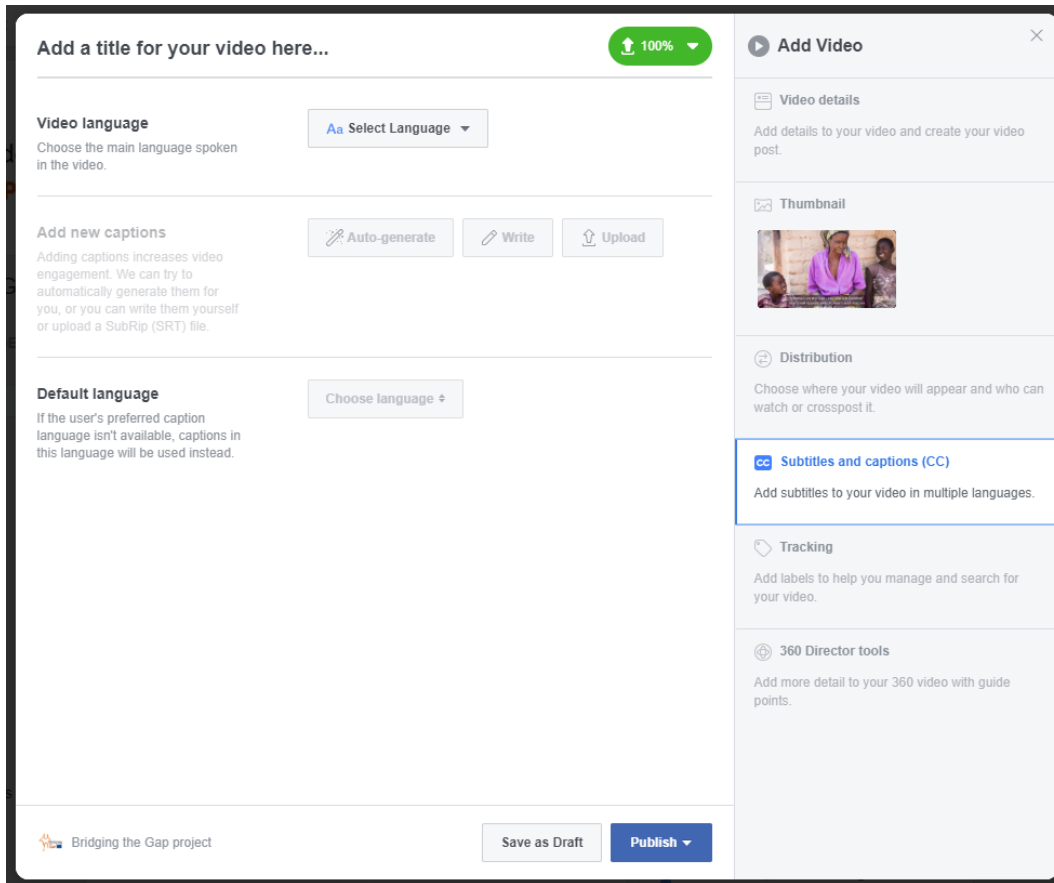 Add a title for your video here...
100%
Video language
Choose the main language spoken
in the video.
Aa Select Language
Add new captions
Adding captions increases video
engagement. We can try to
automatically generate them for
you, or you can write them yourself
or upload a SubRip (SRT) file.
Auto-generate
Write
Upload
Default language
If the user's preferred caption
language isn't available, captions in
this language will be used instead.
Choose language
Bridging the Gap project
Save as Draft
Publish
Add Video
Video details
Add details to your video and create your video
post.
Thumbnail
Distribution
Choose where your video will appear and who can
watch or crosspost it.
CC Subtitles and captions (CC)
Add subtitles to your video in multiple languages.
Tracking
Add labels to help you manage and search for
your video.
360 Director tools
Add more detail to your 360 video with guide
points.